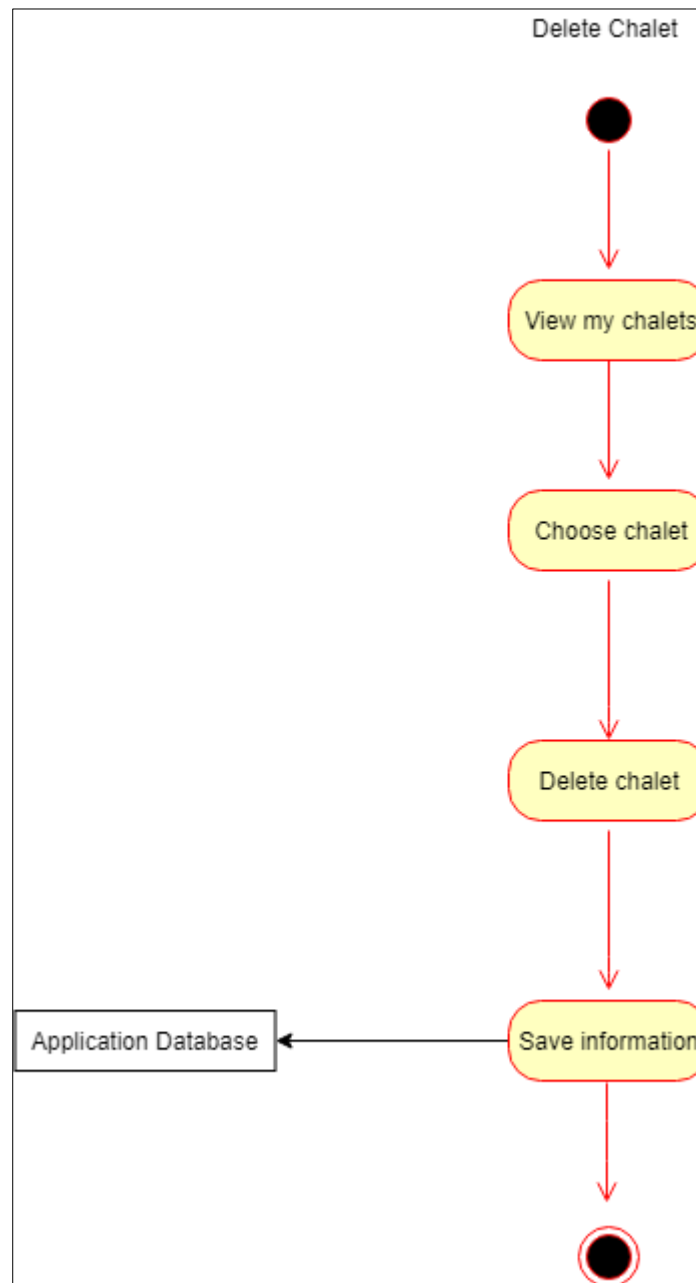 Delete Chalet
View my chalets
Choose chalet
Delete chalet
Application Database
Save information